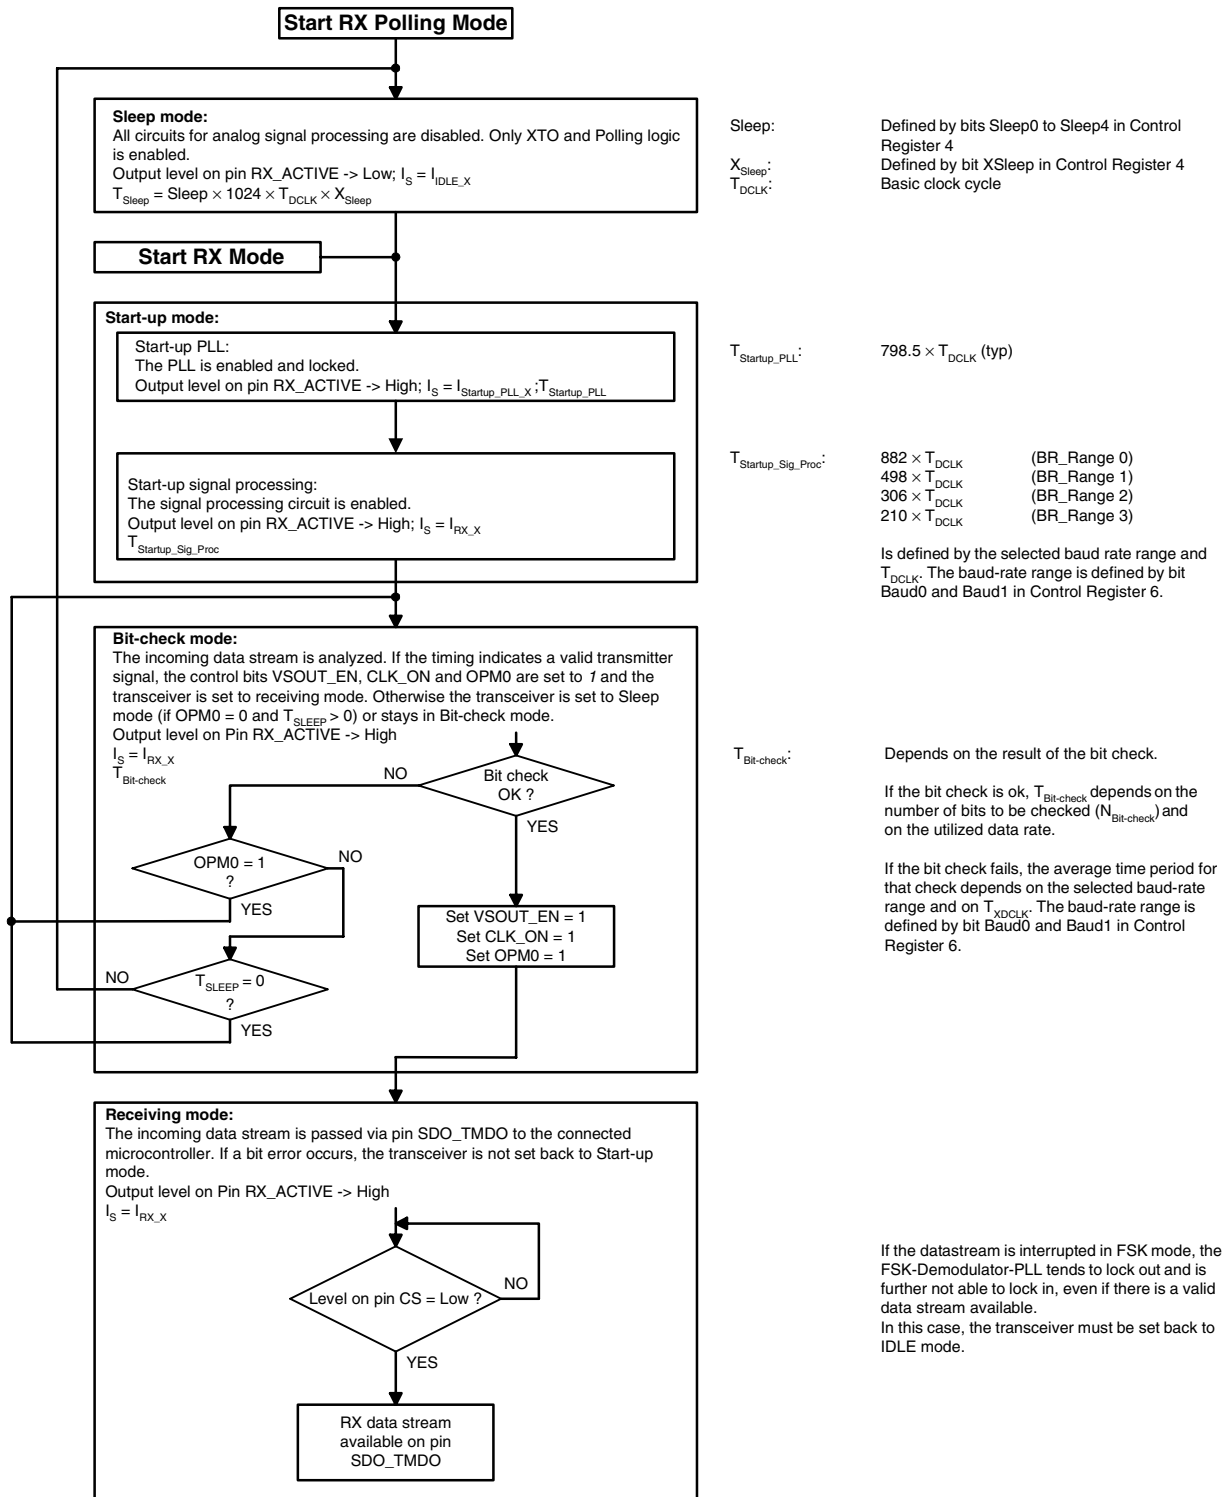 Start RX Polling Mode
Sleep mode:
All circuits for analog signal processing are disabled. Only XTO and Polling logic
is enabled.
Output level on pin RX_ACTIVE -> Low; I_S = I_IDLE_X
T_Sleep = Sleep × 1024 × T_DCLK × X_Sleep
Sleep: Defined by bits Sleep0 to Sleep4 in Control
Register 4
X_Sleep: Defined by bit XSleep in Control Register 4
T_DCLK: Basic clock cycle
Start RX Mode
Start-up mode:
Start-up PLL:
The PLL is enabled and locked.
Output level on pin RX_ACTIVE -> High; I_S = I_Startup_PLL_X ;T_Startup_PLL
T_Startup_PLL: 798.5 × T_DCLK (typ)
Start-up signal processing:
The signal processing circuit is enabled.
Output level on pin RX_ACTIVE -> High; I_S = I_RX_X
T_Startup_Sig_Proc
T_Startup_Sig_Proc: 882 × T_DCLK (BR_Range 0)
498 × T_DCLK (BR_Range 1)
306 × T_DCLK (BR_Range 2)
210 × T_DCLK (BR_Range 3)
Is defined by the selected baud rate range and
T_DCLK. The baud-rate range is defined by bit
Baud0 and Baud1 in Control Register 6.
Bit-check mode:
The incoming data stream is analyzed. If the timing indicates a valid transmitter
signal, the control bits VSOUT_EN, CLK_ON and OPM0 are set to 1 and the
transceiver is set to receiving mode. Otherwise the transceiver is set to Sleep
mode (if OPM0 = 0 and T_SLEEP > 0) or stays in Bit-check mode.
Output level on Pin RX_ACTIVE -> High
I_S = I_RX_X
T_Bit-check
NO
Bit check
OK ?
YES
OPM0 = 1
?
NO
YES
Set VSOUT_EN = 1
Set CLK_ON = 1
Set OPM0 = 1
NO
T_SLEEP = 0
?
YES
T_Bit-check: Depends on the result of the bit check.
If the bit check is ok, T_Bit-check depends on the
number of bits to be checked (N_Bit-check) and
on the utilized data rate.
If the bit check fails, the average time period for
that check depends on the selected baud-rate
range and on T_XDCLK. The baud-rate range is
defined by bit Baud0 and Baud1 in Control
Register 6.
Receiving mode:
The incoming data stream is passed via pin SDO_TMDO to the connected
microcontroller. If a bit error occurs, the transceiver is not set back to Start-up
mode.
Output level on Pin RX_ACTIVE -> High
I_S = I_RX_X
Level on pin CS = Low ?
NO
YES
RX data stream
available on pin
SDO_TMDO
If the datastream is interrupted in FSK mode, the
FSK-Demodulator-PLL tends to lock out and is
further not able to lock in, even if there is a valid
data stream available.
In this case, the transceiver must be set back to
IDLE mode.